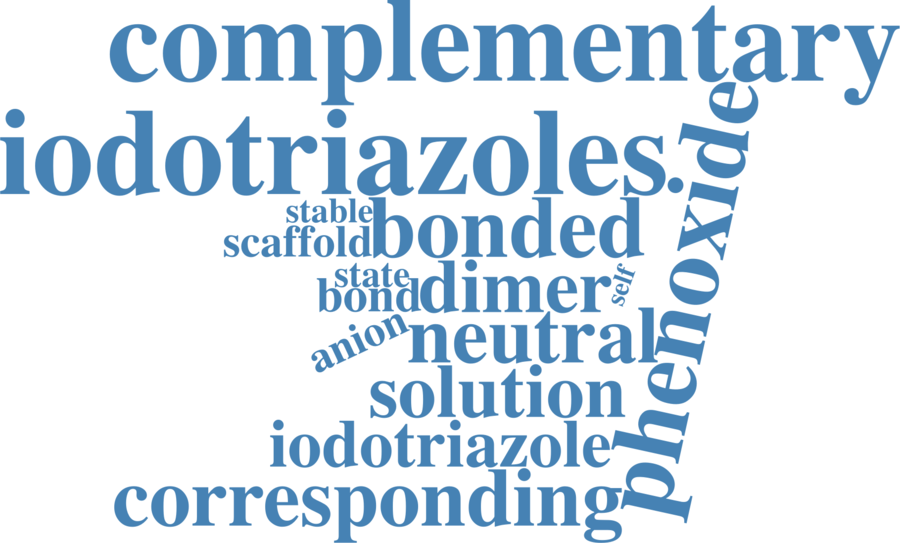 complementary
iodotriazoles.
phenoxide
stable
bonded
scaffold
state
self
bond
dimer
anion
neutral
solution
iodotriazole
corresponding